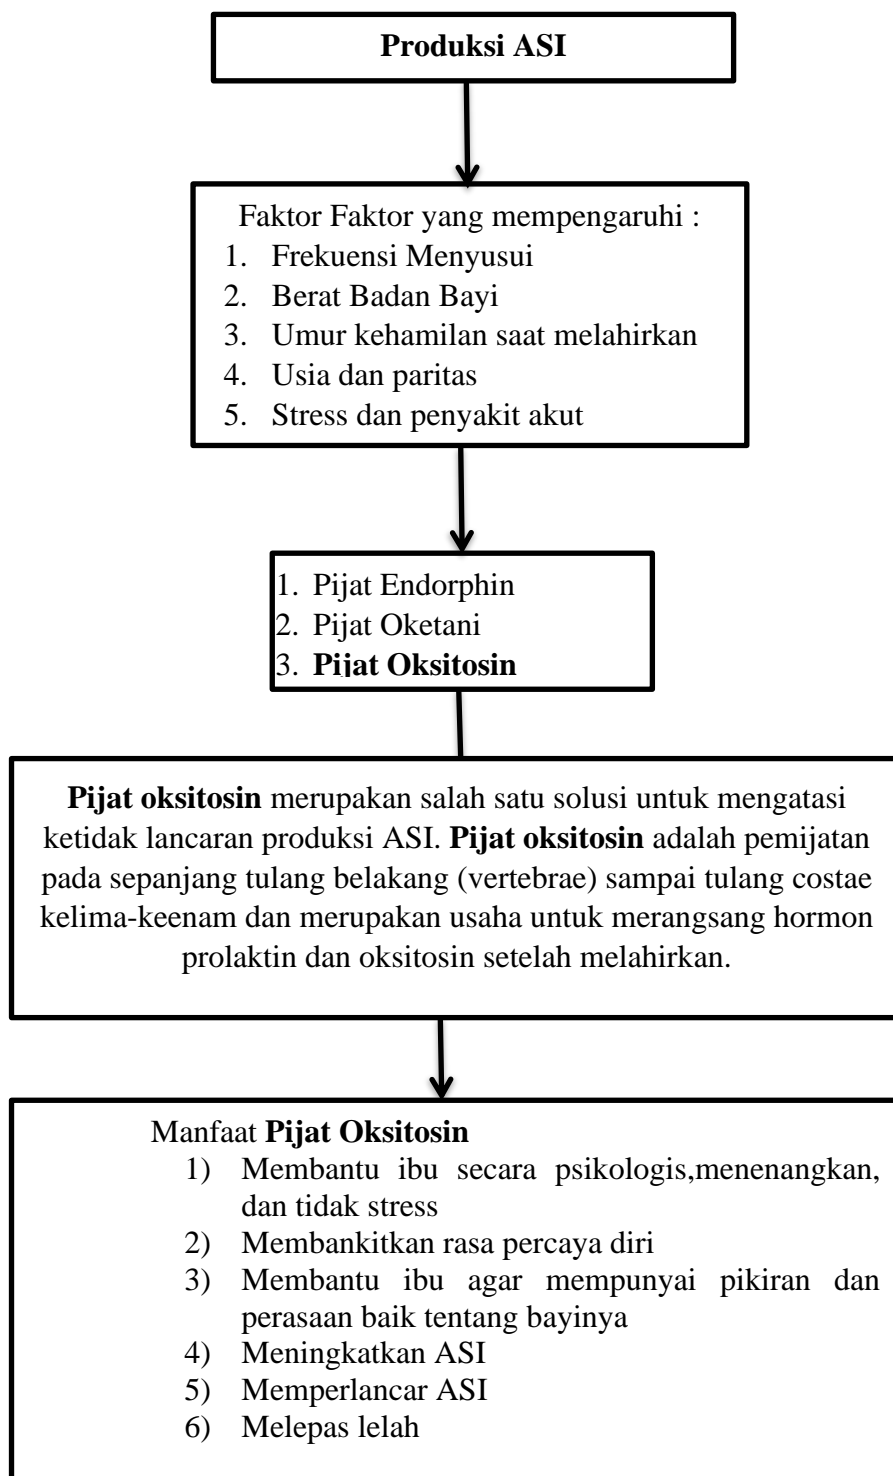 Produksi ASI
Faktor Faktor yang mempengaruhi :
1. Frekuensi Menyusui
2. Berat Badan Bayi
3. Umur kehamilan saat melahirkan
4. Usia dan paritas
5. Stress dan penyakit akut
1. Pijat Endorphin
2. Pijat Oketani
3. Pijat Oksitosin
Pijat oksitosin merupakan salah satu solusi untuk mengatasi
ketidak lancaran produksi ASI. Pijat oksitosin adalah pemijatan
pada sepanjang tulang belakang (vertebrae) sampai tulang costae
kelima-keenam dan merupakan usaha untuk merangsang hormon
prolaktin dan oksitosin setelah melahirkan.
Manfaat Pijat Oksitosin
1) Membantu ibu secara psikologis,menenangkan,
dan tidak stress
2) Membankitkan rasa percaya diri
3) Membantu ibu agar mempunyai pikiran dan
perasaan baik tentang bayinya
4) Meningkatkan ASI
5) Memperlancar ASI
6) Melepas lelah